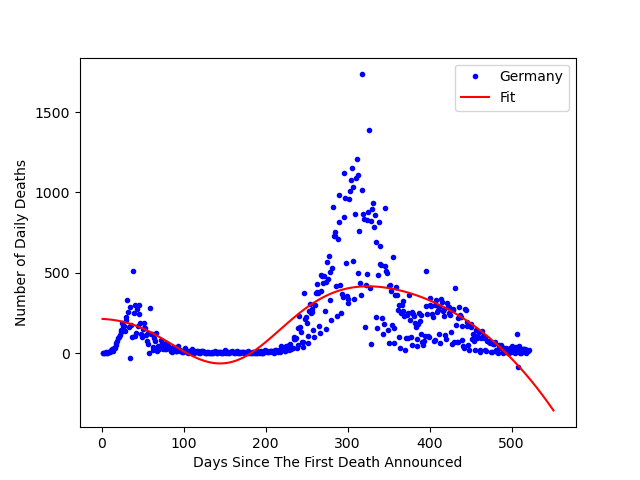 Germany
Fit
Number of Daily Deaths
1500
1000
500
0
0 100 200 300 400 500
Days Since The First Death Announced